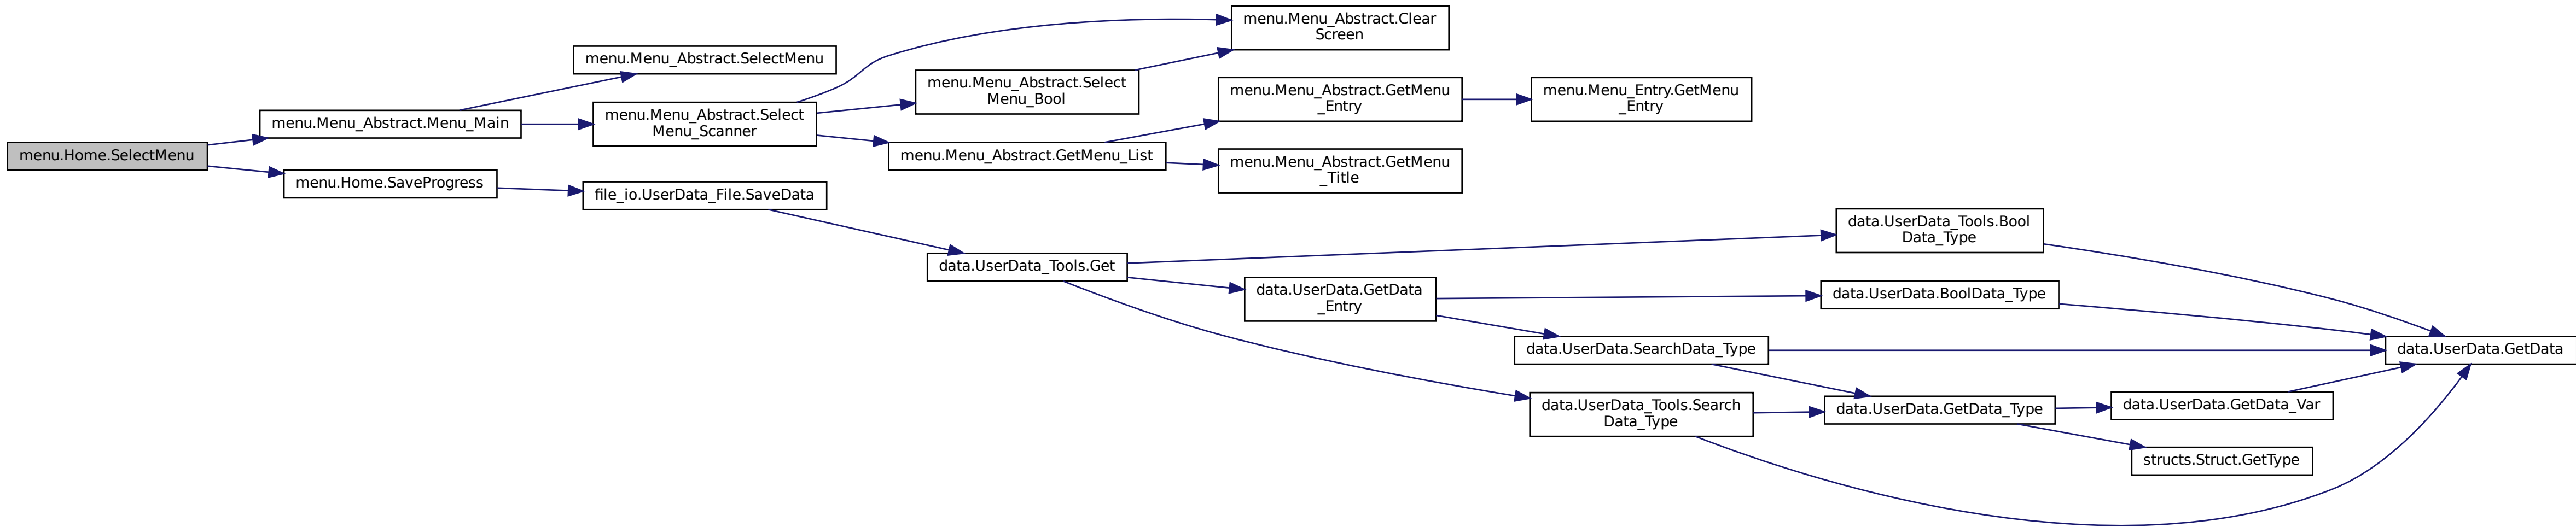 menu.Home.SelectMenu
menu.Menu_Abstract.Menu_Main
menu.Home.SaveProgress
menu.Menu_Abstract.SelectMenu
menu.Menu_Abstract.Select
Menu_Scanner
file_io.UserData_File.SaveData
menu.Menu_Abstract.Clear
Screen
menu.Menu_Abstract.Select
Menu_Bool
menu.Menu_Abstract.GetMenu_List
menu.Menu_Abstract.GetMenu
_Entry
menu.Menu_Entry.GetMenu
_Entry
menu.Menu_Abstract.GetMenu
_Title
data.UserData_Tools.Get
data.UserData_Tools.Bool
Data_Type
data.UserData.GetData
_Entry
data.UserData.BoolData_Type
data.UserData.SearchData_Type
data.UserData.GetData
data.UserData_Tools.Search
Data_Type
data.UserData.GetData_Type
data.UserData.GetData_Var
structs.Struct.GetType